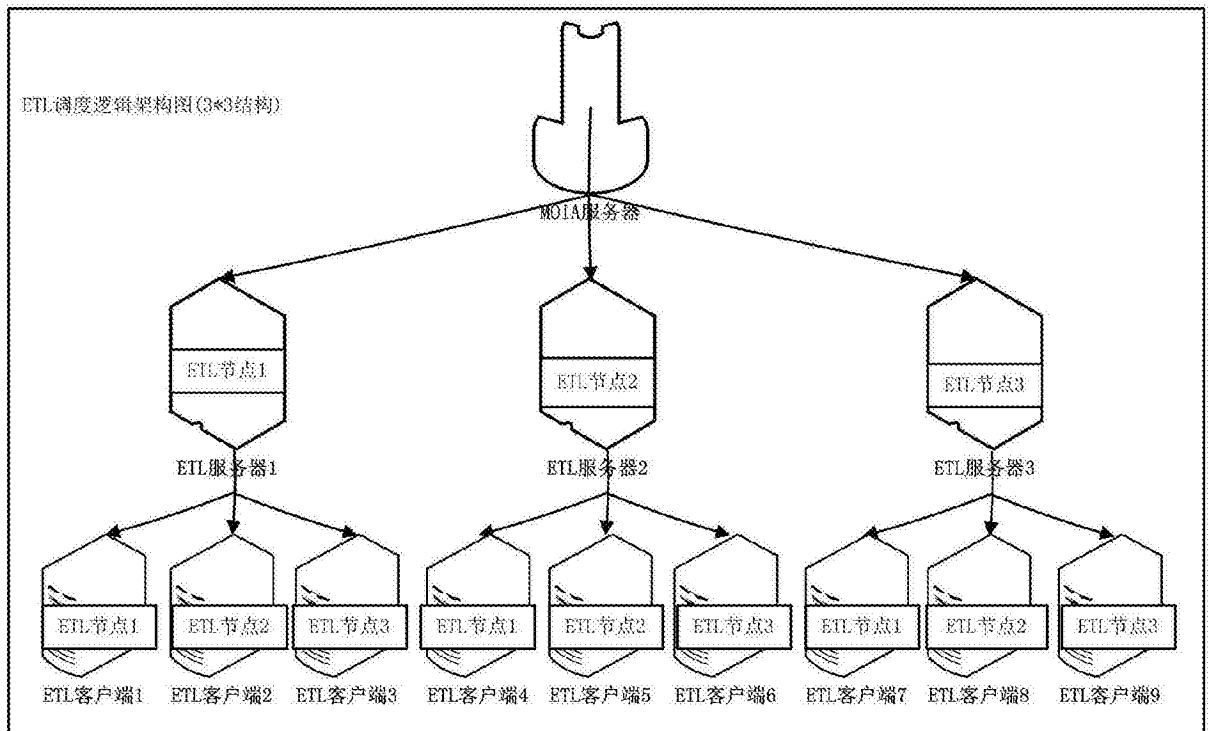 ETL调度逻辑架构图(3*3结构)
MOIA服务器
ETL节点1
ETL节点2
ETL节点3
ETL服务器1
ETL服务器2
ETL服务器3
ETL节点1
ETL节点2
ETL节点3
ETL节点1
ETL节点2
ETL节点3
ETL节点1
ETL节点2
ETL节点3
ETL客户端1
ETL客户端2
ETL客户端3
ETL客户端4
ETL客户端5
ETL客户端6
ETL客户端7
ETL客户端8
ETL客户端9